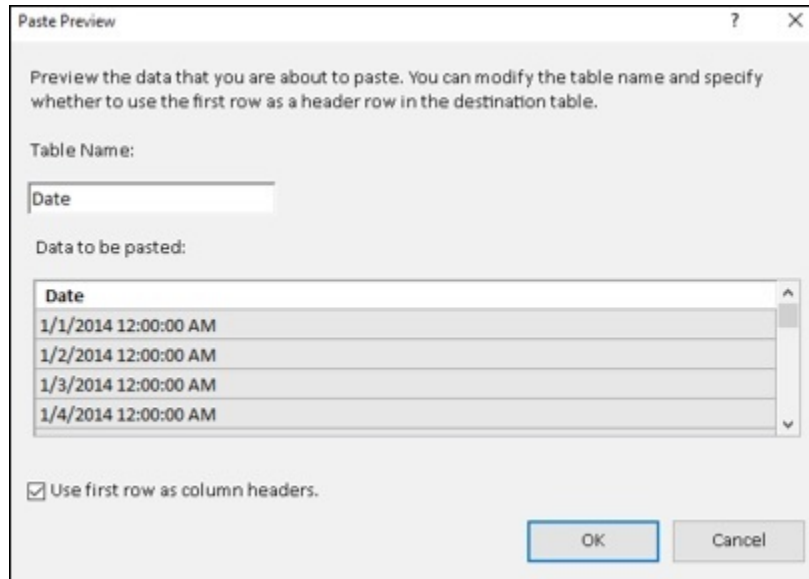 Paste Preview
?
Preview the data that you are about to paste. You can modify the table name and specify
whether to use the first row as a header row in the destination table.
Table Name:
Date
Data to be pasted:
Date
1/1/2014 12:00:00 AM
1/2/2014 12:00:00 AM
1/3/2014 12:00:00 AM
1/4/2014 12:00:00 AM
Use first row as column headers.
OK
Cancel